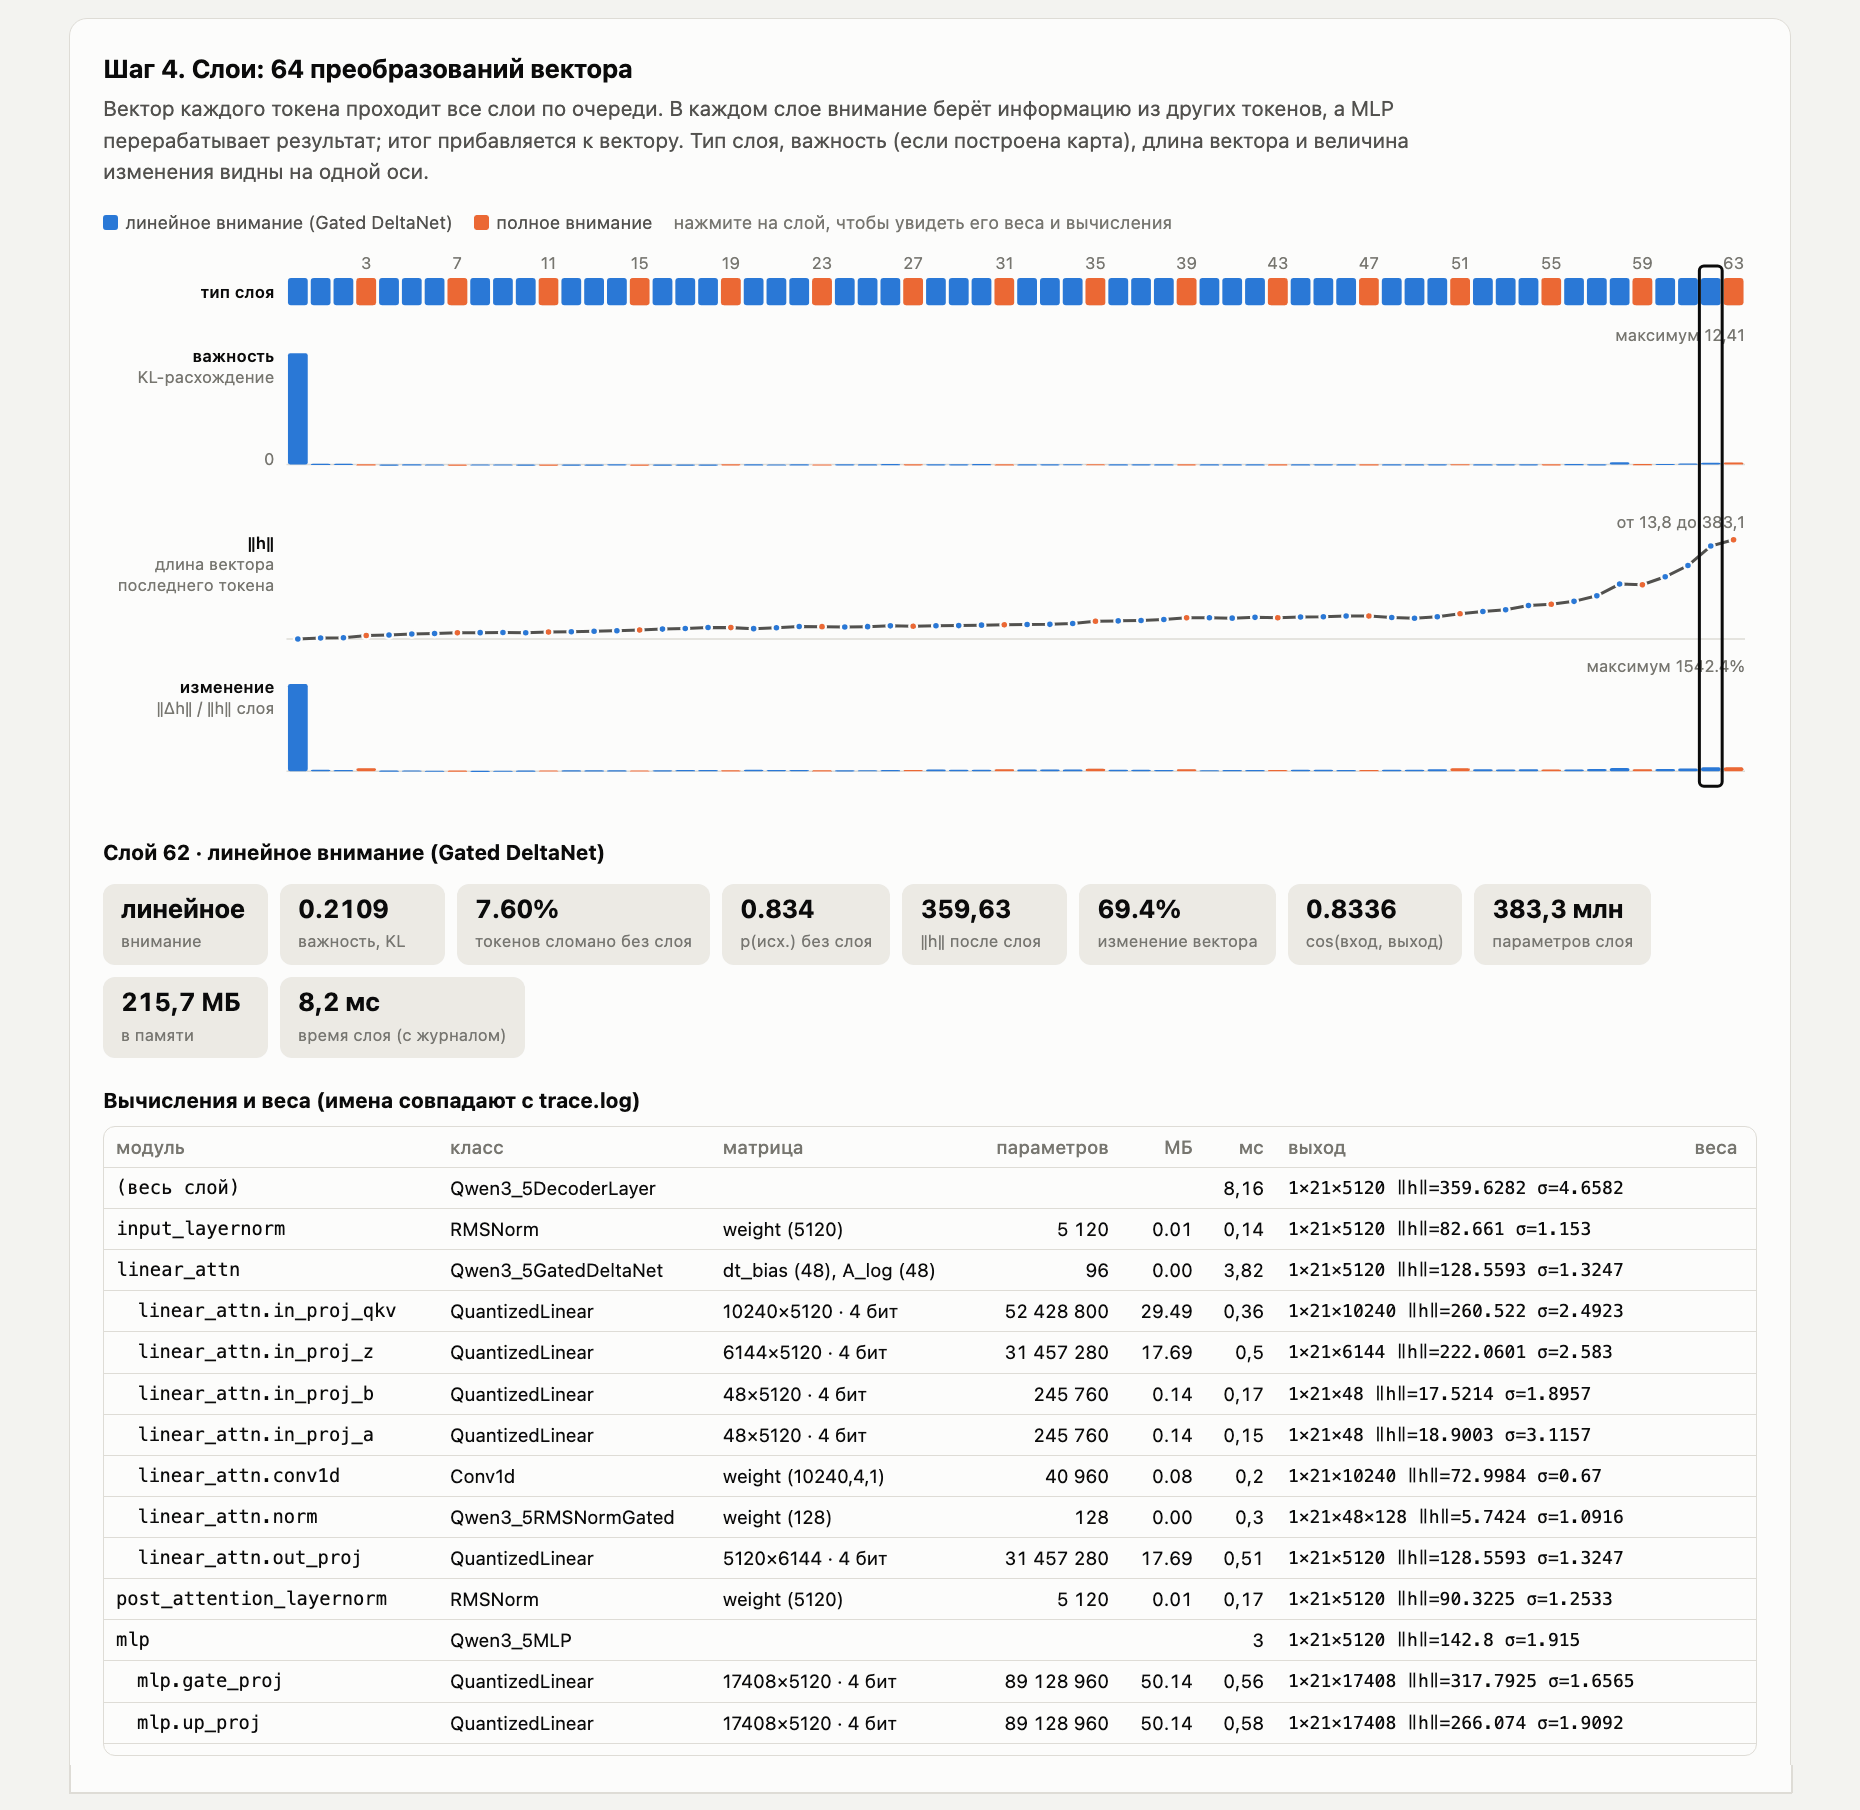 Шаг 4. Слои: 64 преобразований вектора
Вектор каждого токена проходит все слои по очереди. В каждом слое внимание берёт информацию из других токенов, а MLP
перерабатывает результат; итог прибавляется к вектору. Тип слоя, важность (если построена карта), длина вектора и величина
изменения видны на одной оси.
линейное внимание (Gated DeltaNet) полное внимание нажмите на слой, чтобы увидеть его веса и вычисления
3 7 11 15 19 23 27 31 35 39 43 47 51 55 59 63
тип слоя
максимум 12,41
важность
KL-расхождение
0
от 13,8 до 383,1
‖h‖
длина вектора
последнего токена
максимум 1542.4%
изменение
‖Δh‖ / ‖h‖ слоя
Слой 62 · линейное внимание (Gated DeltaNet)
линейное 0.2109 7.60% 0.834 359,63 69.4% 0.8336 383,3 млн
внимание важность, KL токенов сломано без слоя p(исх.) без слоя ‖h‖ после слоя изменение вектора cos(вход, выход) параметров слоя
215,7 МБ 8,2 мс
в памяти время слоя (с журналом)
Вычисления и веса (имена совпадают с trace.log)
модуль класс матрица параметров МБ мс выход веса
(весь слой) Qwen3_5DecoderLayer 8,16 1×21×5120 ‖h‖=359.6282 σ=4.6582
input_layernorm RMSNorm weight (5120) 5 120 0.01 0,14 1×21×5120 ‖h‖=82.661 σ=1.153
linear_attn Qwen3_5GatedDeltaNet dt_bias (48), A_log (48) 96 0.00 3,82 1×21×5120 ‖h‖=128.5593 σ=1.3247
linear_attn.in_proj_qkv QuantizedLinear 10240×5120 · 4 бит 52 428 800 29.49 0,36 1×21×10240 ‖h‖=260.522 σ=2.4923
linear_attn.in_proj_z QuantizedLinear 6144×5120 · 4 бит 31 457 280 17.69 0,5 1×21×6144 ‖h‖=222.0601 σ=2.583
linear_attn.in_proj_b QuantizedLinear 48×5120 · 4 бит 245 760 0.14 0,17 1×21×48 ‖h‖=17.5214 σ=1.8957
linear_attn.in_proj_a QuantizedLinear 48×5120 · 4 бит 245 760 0.14 0,15 1×21×48 ‖h‖=18.9003 σ=3.1157
linear_attn.conv1d Conv1d weight (10240,4,1) 40 960 0.08 0,2 1×21×10240 ‖h‖=72.9984 σ=0.67
linear_attn.norm Qwen3_5RMSNormGated weight (128) 128 0.00 0,3 1×21×48×128 ‖h‖=5.7424 σ=1.0916
linear_attn.out_proj QuantizedLinear 5120×6144 · 4 бит 31 457 280 17.69 0,51 1×21×5120 ‖h‖=128.5593 σ=1.3247
post_attention_layernorm RMSNorm weight (5120) 5 120 0.01 0,17 1×21×5120 ‖h‖=90.3225 σ=1.2533
mlp Qwen3_5MLP 3 1×21×5120 ‖h‖=142.8 σ=1.915
mlp.gate_proj QuantizedLinear 17408×5120 · 4 бит 89 128 960 50.14 0,56 1×21×17408 ‖h‖=317.7925 σ=1.6565
mlp.up_proj QuantizedLinear 17408×5120 · 4 бит 89 128 960 50.14 0,58 1×21×17408 ‖h‖=266.074 σ=1.9092